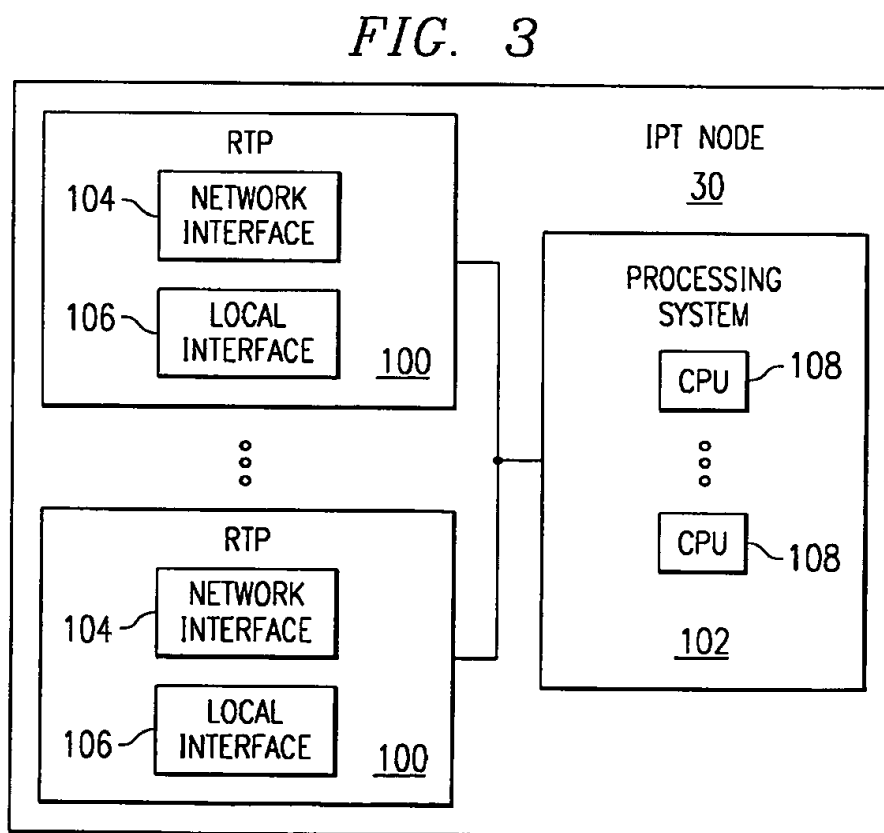 FIG. 3
RTP
104
NETWORK
INTERFACE
106
LOCAL
INTERFACE
100
RTP
104
NETWORK
INTERFACE
106
LOCAL
INTERFACE
100
IPT NODE
30
PROCESSING
SYSTEM
CPU
108
CPU
108
102